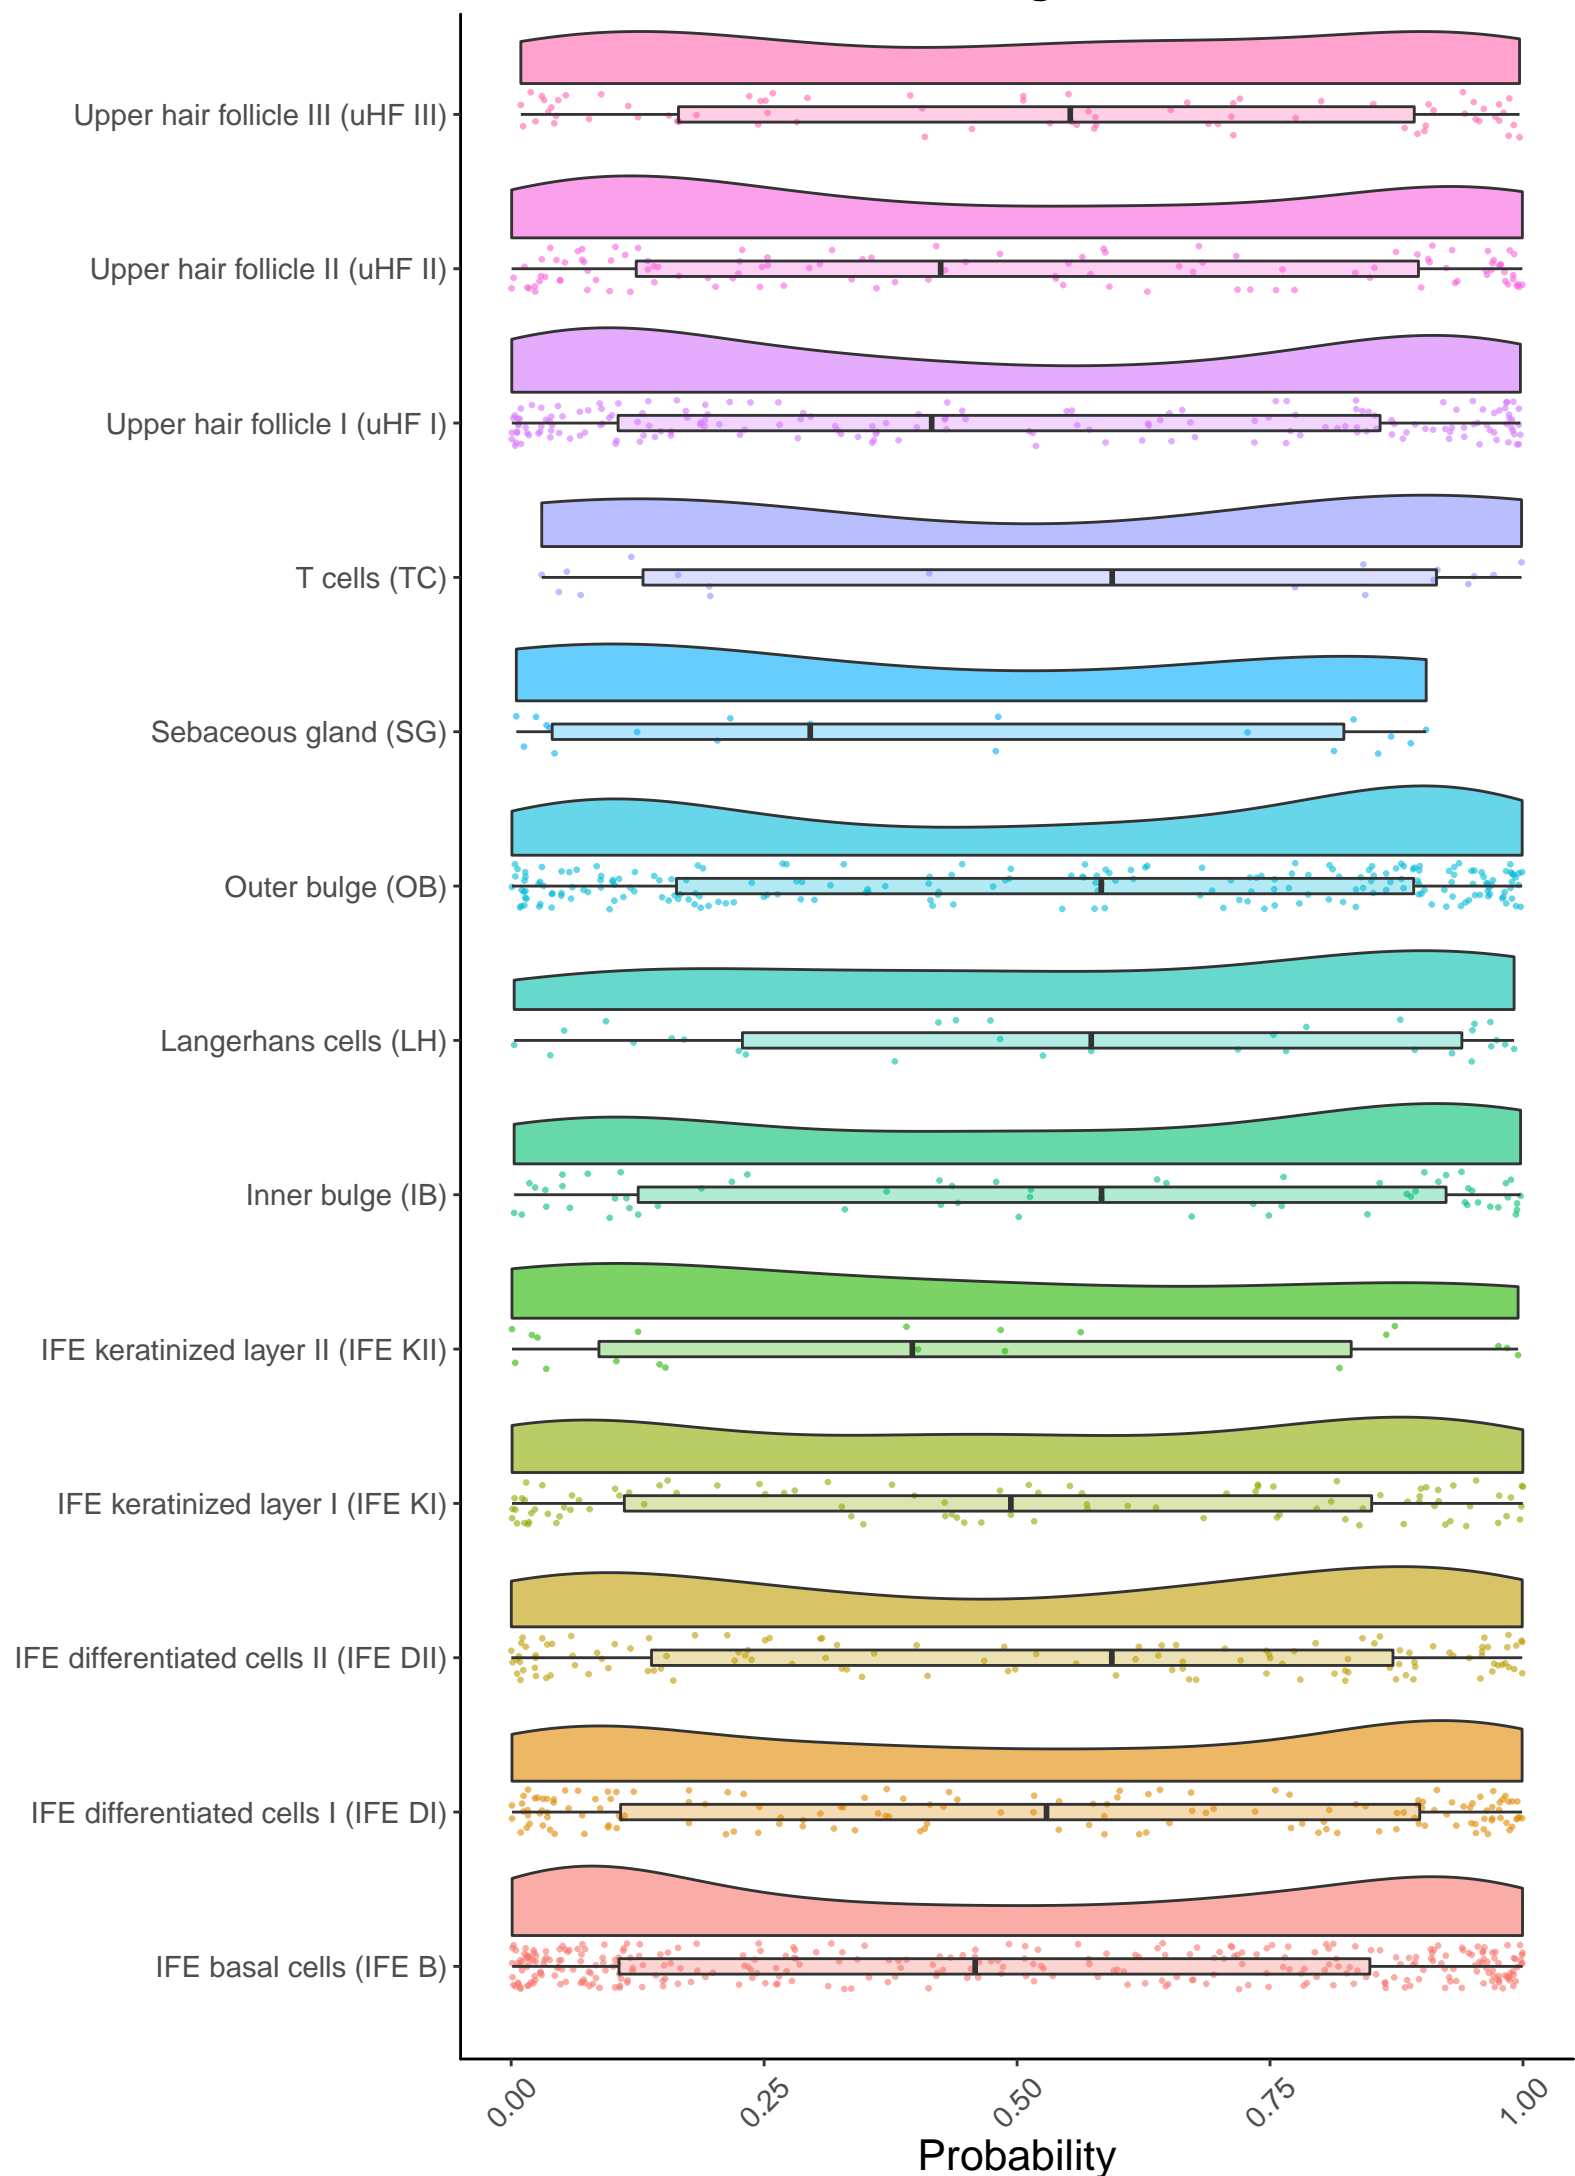 Upper hair follicle III (uHF III)
Upper hair follicle II (uHF II)
Upper hair follicle I (uHF I)
T cells (TC)
Sebaceous gland (SG)
Outer bulge (OB)
Langerhans cells (LH)
Inner bulge (IB)
IFE keratinized layer II (IFE KII)
IFE keratinized layer I (IFE KI)
IFE differentiated cells II (IFE DII)
IFE differentiated cells I (IFE DI)
IFE basal cells (IFE B)
0.00 0.25 0.50 0.75 1.00
Probability